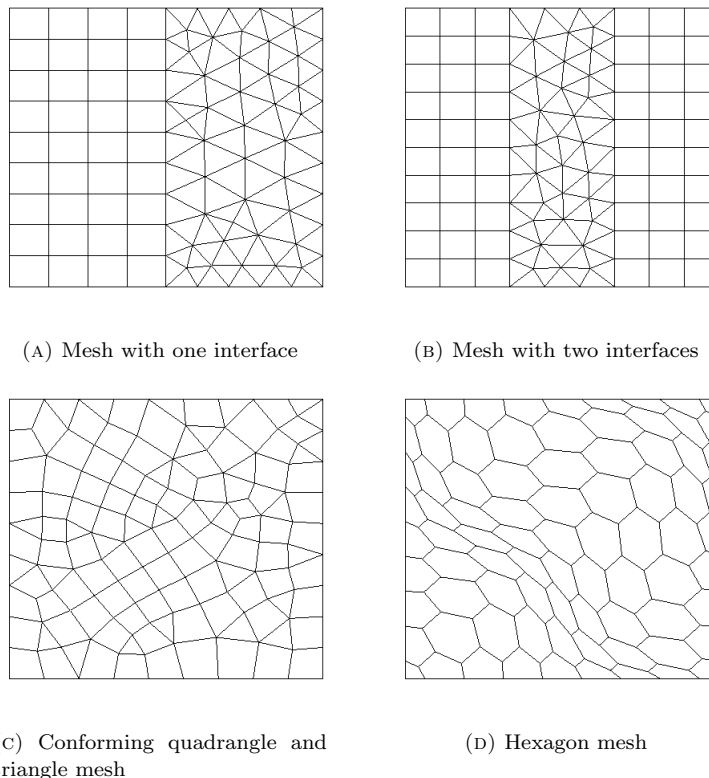 (A) Mesh with one interface
(B) Mesh with two interfaces
C) Conforming quadrangle and
riangle mesh
(D) Hexagon mesh